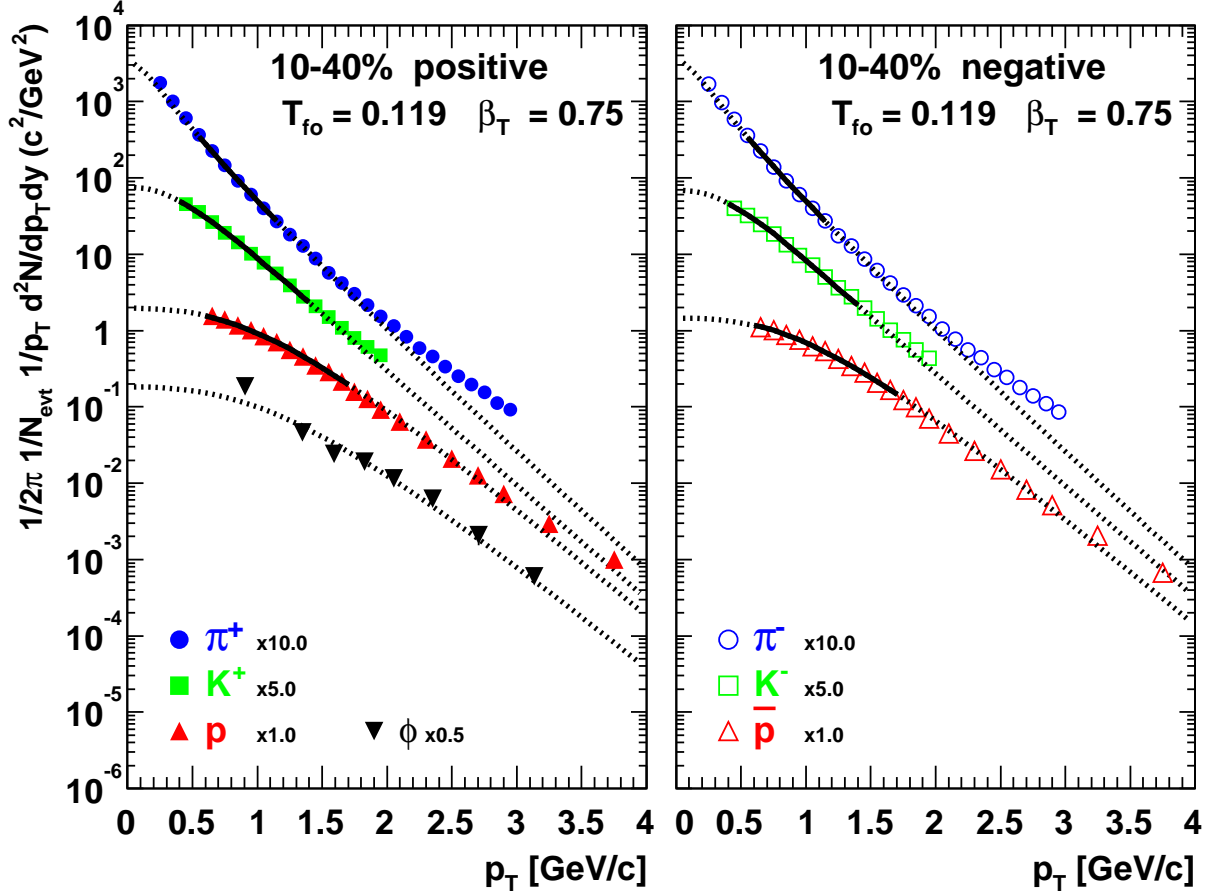 1/2π 1/N_evt 1/p_T d²N/dp_T dy (c²/GeV²)
10⁴
10³
10²
10
1
10⁻¹
10⁻²
10⁻³
10⁻⁴
10⁻⁵
10⁻⁶
10-40% positive
T_fo = 0.119 β_T = 0.75
π⁺ x10.0
K⁺ x5.0
p x1.0
ϕ x0.5
0 0.5 1 1.5 2 2.5 3 3.5 4
p_T [GeV/c]
10-40% negative
T_fo = 0.119 β_T = 0.75
π⁻ x10.0
K⁻ x5.0
p̅ x1.0
0 0.5 1 1.5 2 2.5 3 3.5 4
p_T [GeV/c]